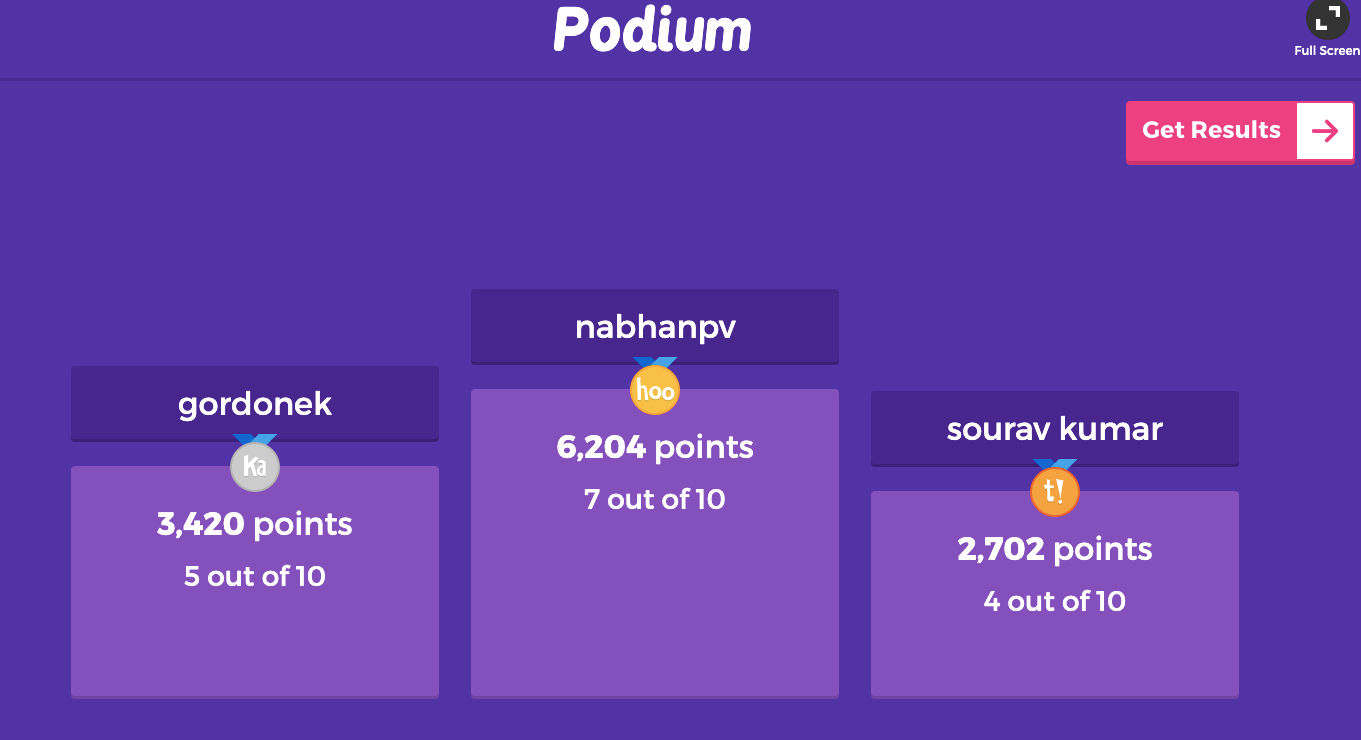 Podium
Full Screen
Get Results
nabhanpv
hoo
6,204 points
7 out of 10
gordonek
Ka
3,420 points
5 out of 10
sourav kumar
t!
2,702 points
4 out of 10